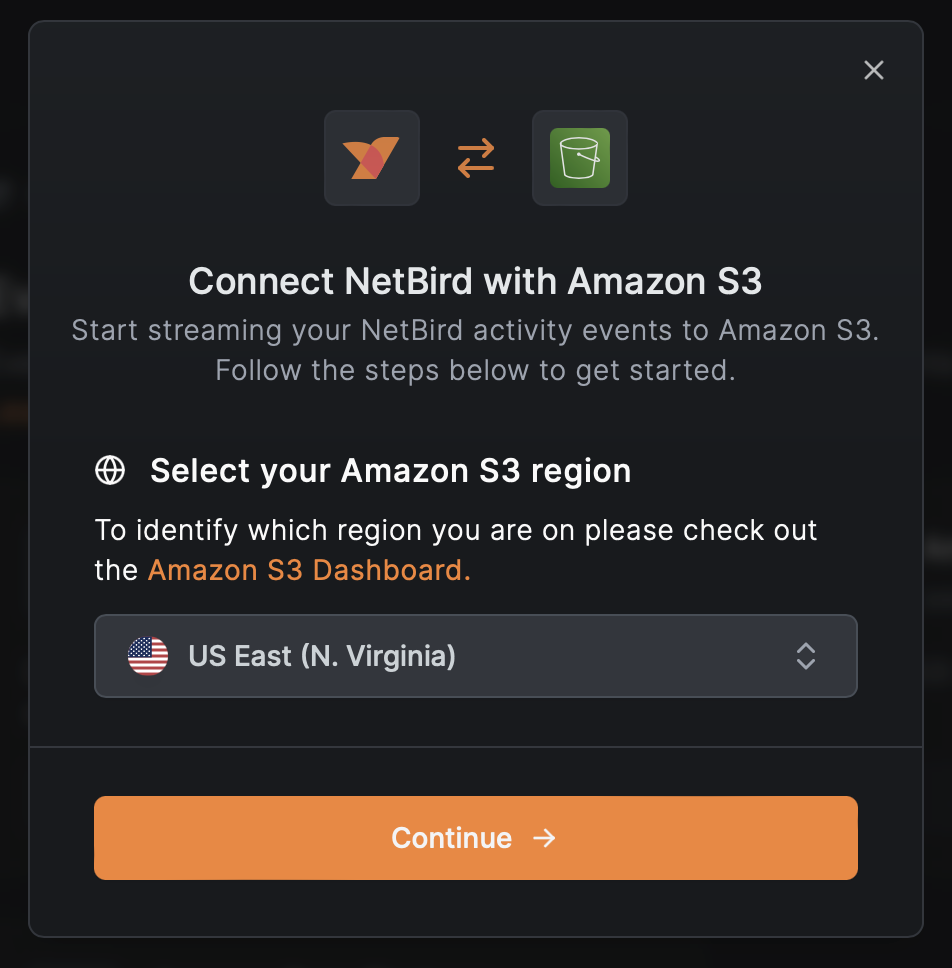 Connect NetBird with Amazon S3
Start streaming your NetBird activity events to Amazon S3.
Follow the steps below to get started.
Select your Amazon S3 region
To identify which region you are on please check out
the Amazon S3 Dashboard.
US East (N. Virginia)
Continue